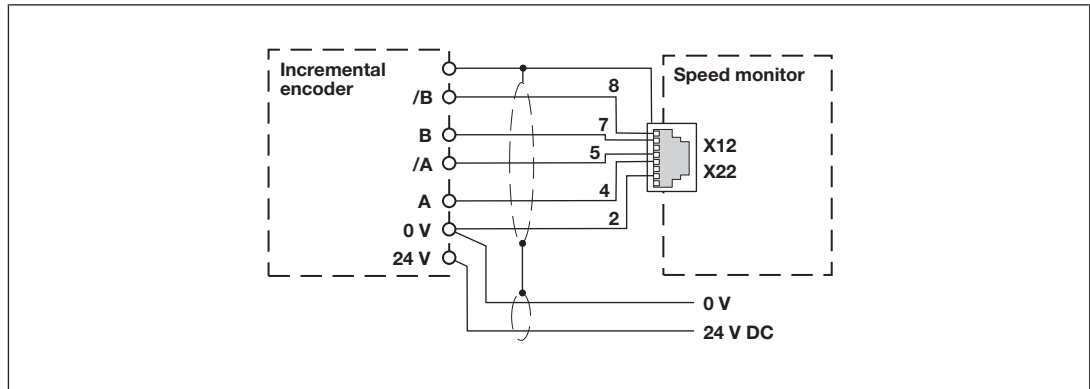 Incremental
encoder
Speed monitor
/B
8
B
7
X12
/A
5
X22
A
4
0 V
2
24 V
0 V
24 V DC